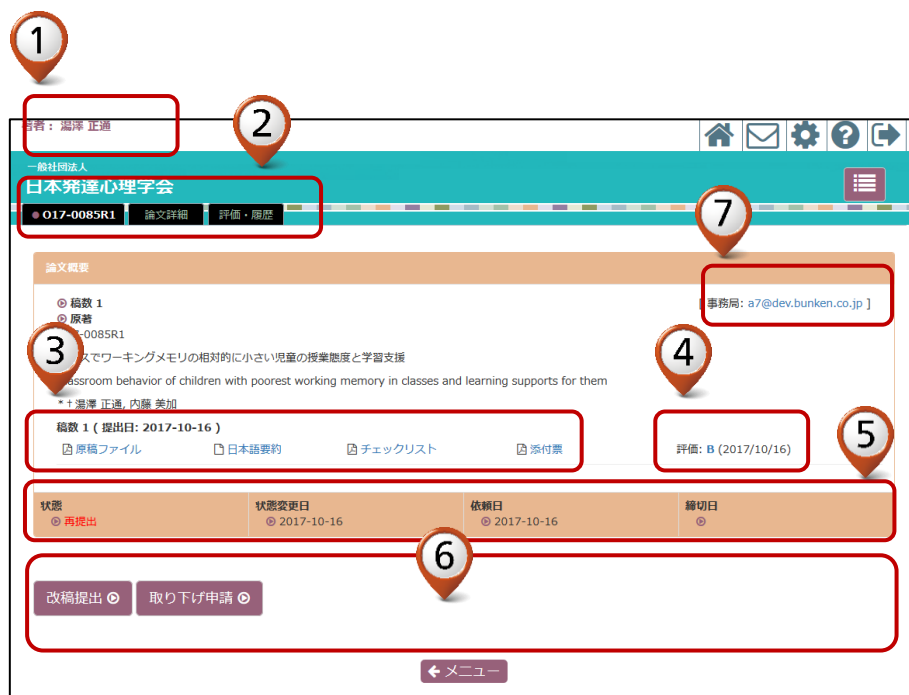 1
著者： 湯澤 正通
2
一般社団法人
日本発達心理学会
O17-0085R1 論文詳細 評価・履歴
7
論文概要
稿数 1
[ 事務局: a7@dev.bunken.co.jp ]
原著
-0085R1
3
スでワーキングメモリの相対的に小さい児童の授業態度と学習支援
4
assroom behavior of children with poorest working memory in classes and learning supports for them
* † 湯澤 正通, 内藤 美加
稿数 1 ( 提出日: 2017-10-16 )
5
原稿ファイル 日本語要約 チェックリスト 添付票 評価: B (2017/10/16)
状態 状態変更日 依頼日 締切日
再提出 2017-10-16 2017-10-16
6
改稿提出 取り下げ申請
メニュー